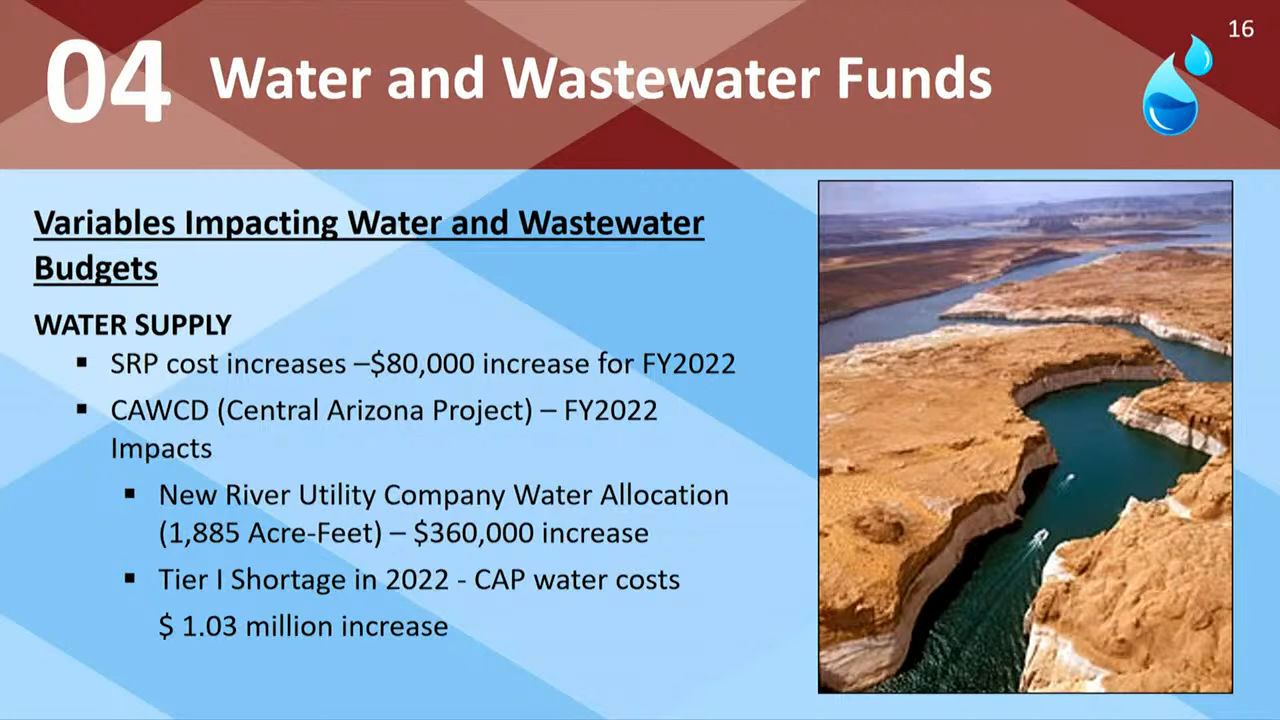 16
04 Water and Wastewater Funds
Variables Impacting Water and Wastewater
Budgets
WATER SUPPLY
▪ SRP cost increases –$80,000 increase for FY2022
▪ CAWCD (Central Arizona Project) – FY2022
Impacts
▪ New River Utility Company Water Allocation
(1,885 Acre-Feet) – $360,000 increase
▪ Tier I Shortage in 2022 - CAP water costs
$ 1.03 million increase